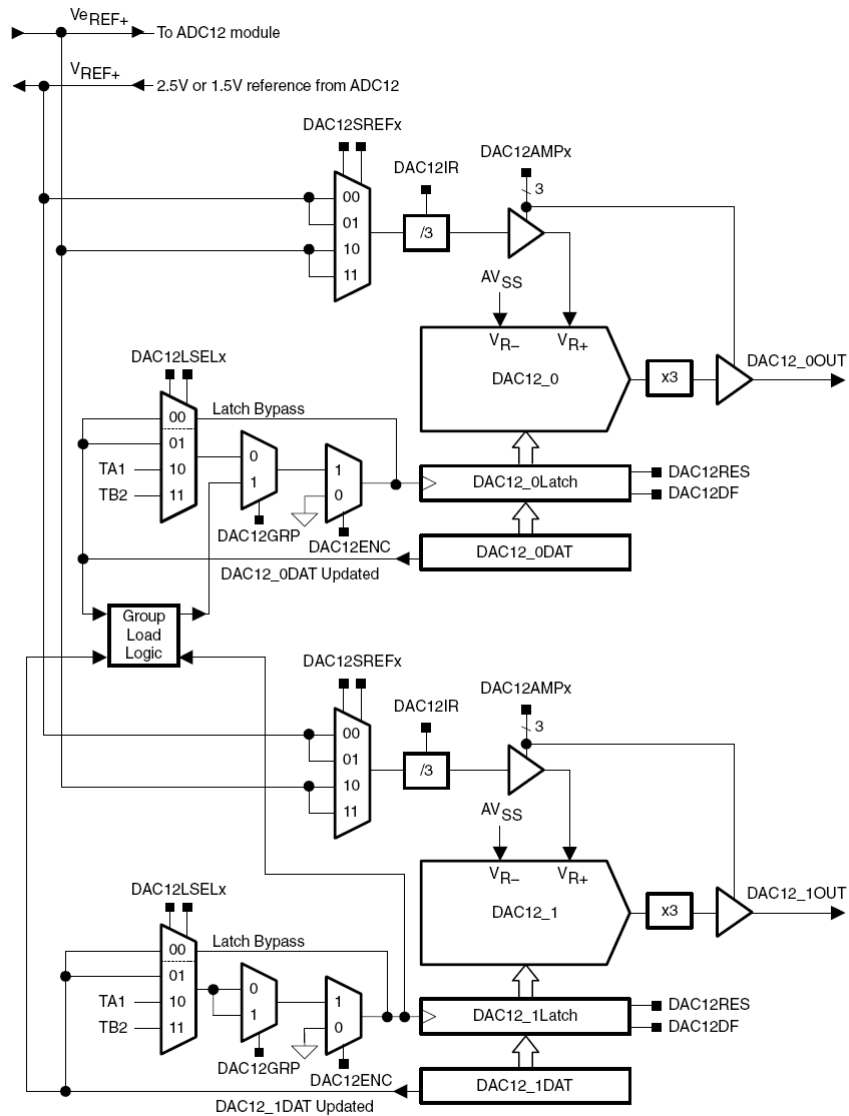 VeREF+
To ADC12 module
VREF+
2.5V or 1.5V reference from ADC12
DAC12SREFx
DAC12IR
DAC12AMPx
3
00
01
10
11
/3
AVSS
VR−
VR+
DAC12_0
x3
DAC12_0OUT
DAC12LSELx
Latch Bypass
00
01
TA1
10
TB2
11
0
1
1
0
DAC12GRP
DAC12ENC
DAC12_0Latch
DAC12RES
DAC12DF
DAC12_0DAT
DAC12_0DAT Updated
Group
Load
Logic
DAC12SREFx
DAC12IR
DAC12AMPx
3
00
01
10
11
/3
AVSS
VR−
VR+
DAC12_1
x3
DAC12_1OUT
DAC12LSELx
Latch Bypass
00
01
TA1
10
TB2
11
0
1
1
0
DAC12GRP
DAC12ENC
DAC12_1Latch
DAC12RES
DAC12DF
DAC12_1DAT
DAC12_1DAT Updated